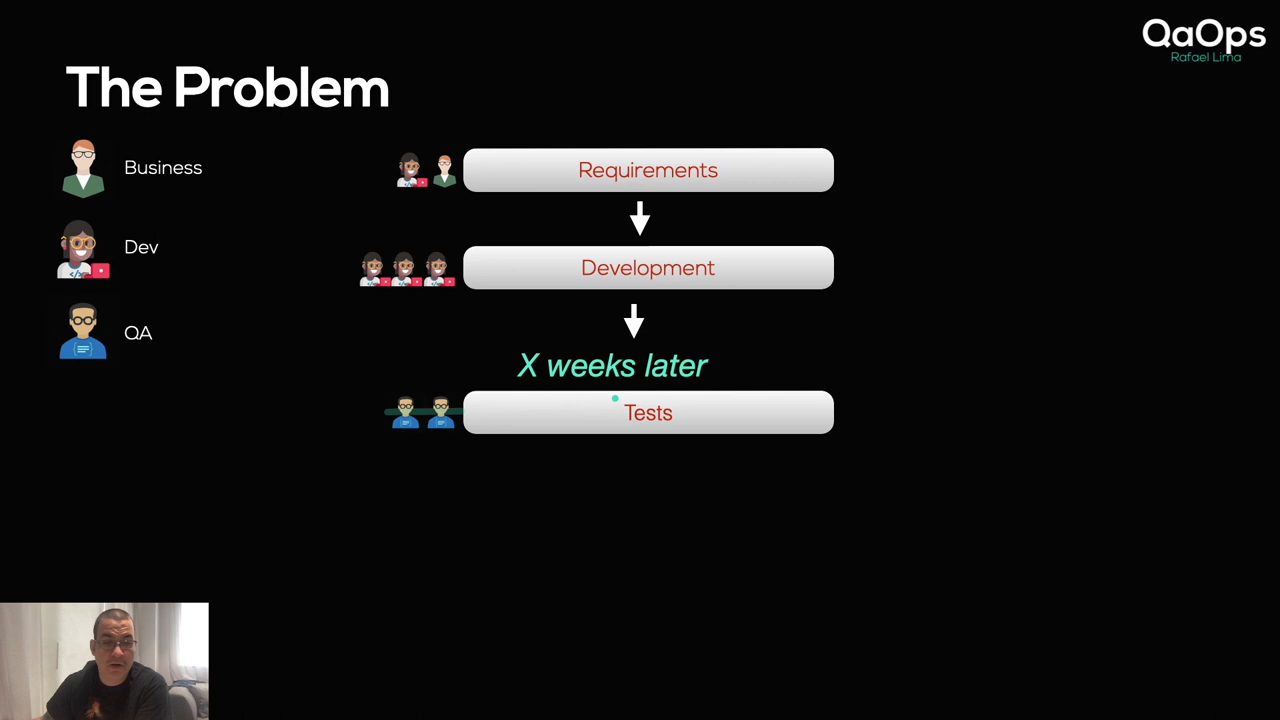 QaOps
Rafael Lima
The Problem
Business
Dev
QA
Requirements
Development
X weeks later
Tests